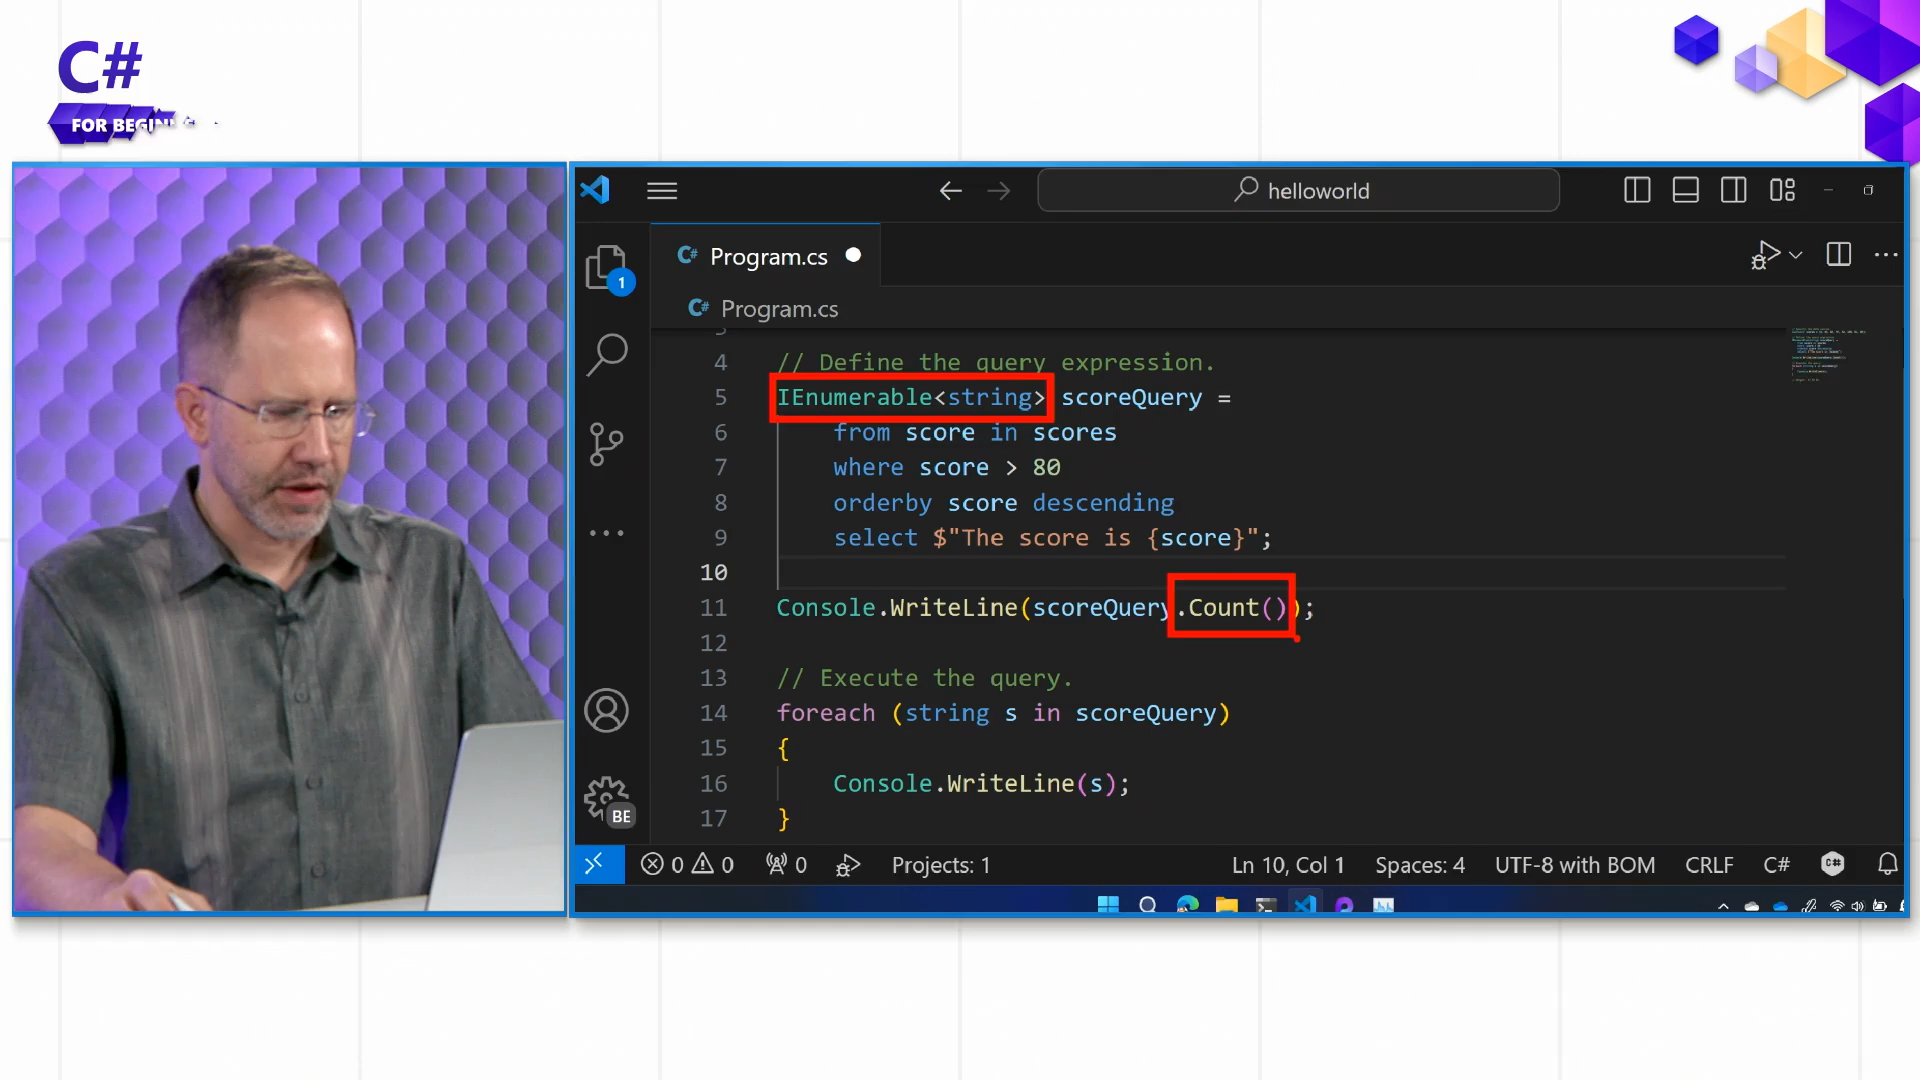 C#
FOR BEGIN
helloworld
Program.cs
Program.cs
1
4 // Define the query expression.
5 IEnumerable<string> scoreQuery =
6 from score in scores
7 where score > 80
8 orderby score descending
9 select $"The score is {score}";
10
11 Console.WriteLine(scoreQuery.Count());
12
13 // Execute the query.
14 foreach (string s in scoreQuery)
15 {
16 Console.WriteLine(s);
17 }
BE
0 0 0 Projects: 1 Ln 10, Col 1 Spaces: 4 UTF-8 with BOM CRLF C#